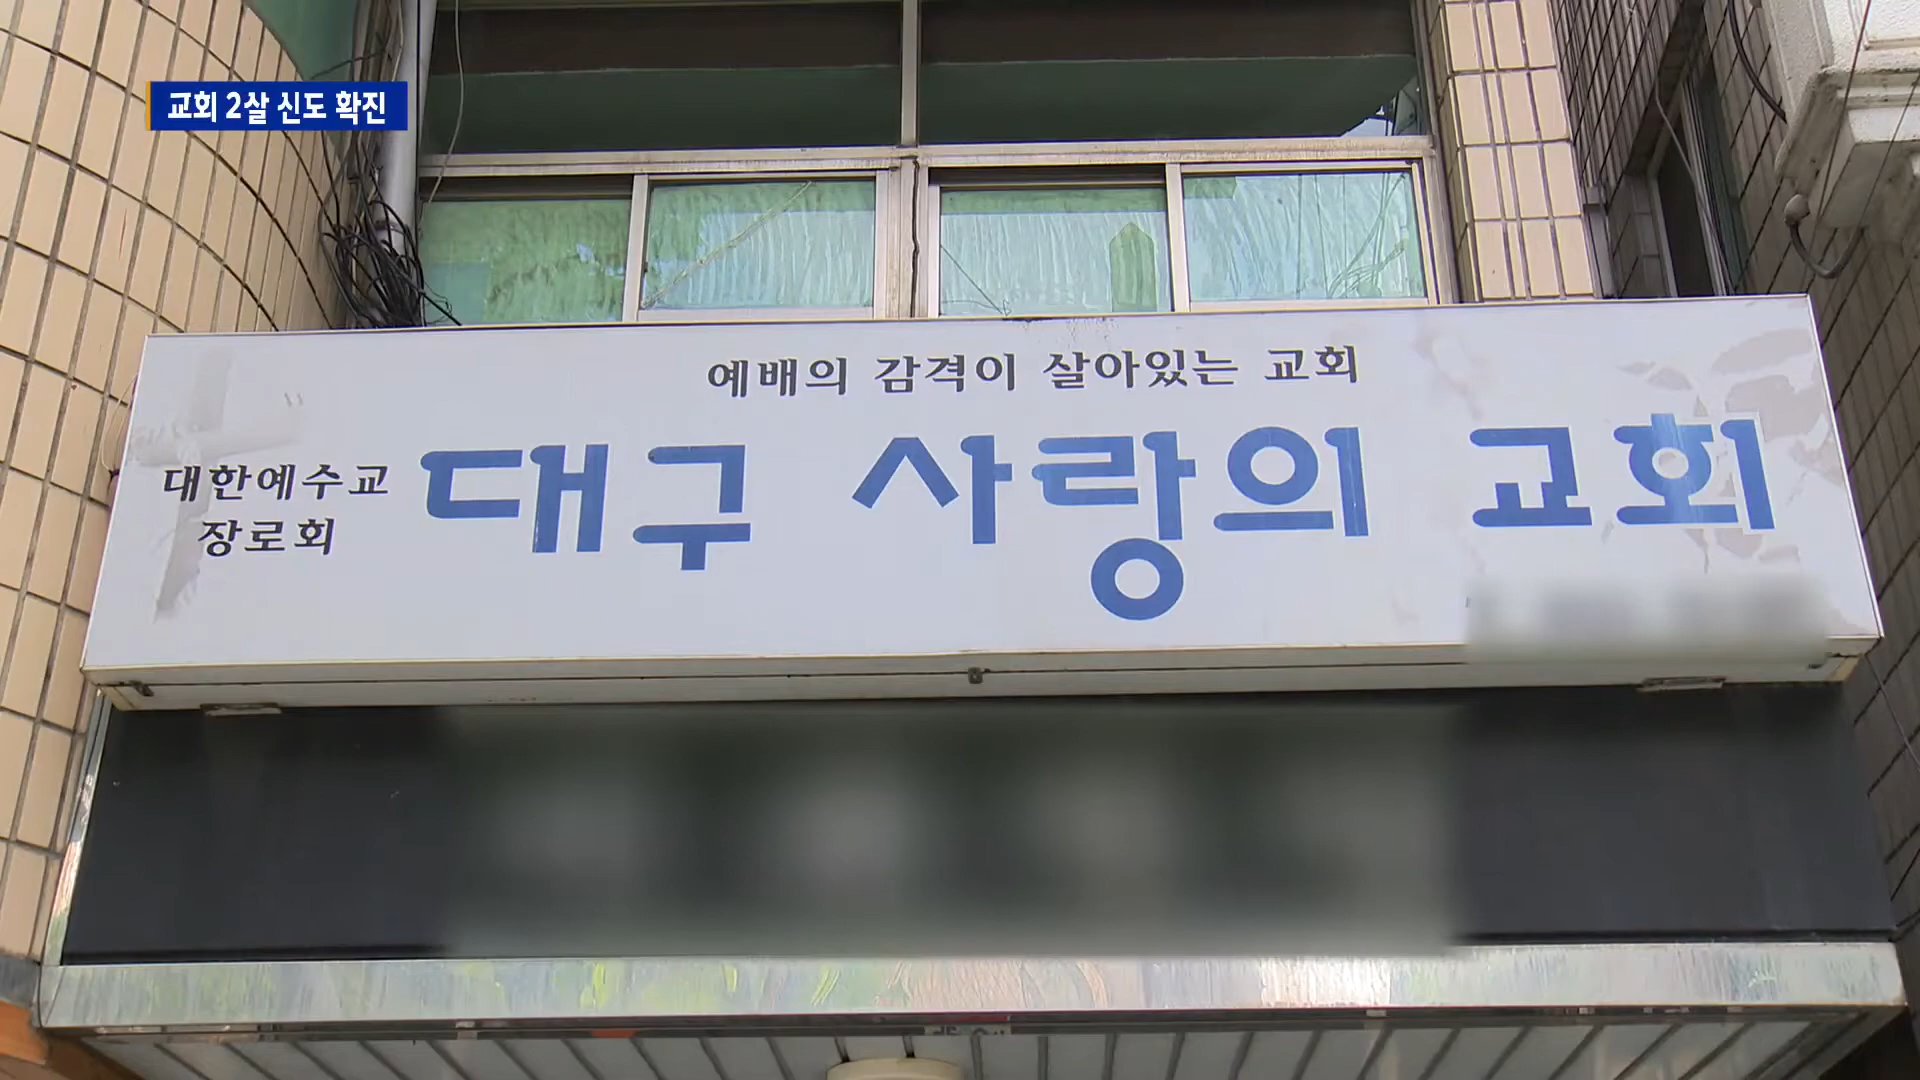 교회 2살 신도 확진
예배의 감격이 살아있는 교회
대한예수교
장로회
대구 사랑의 교회